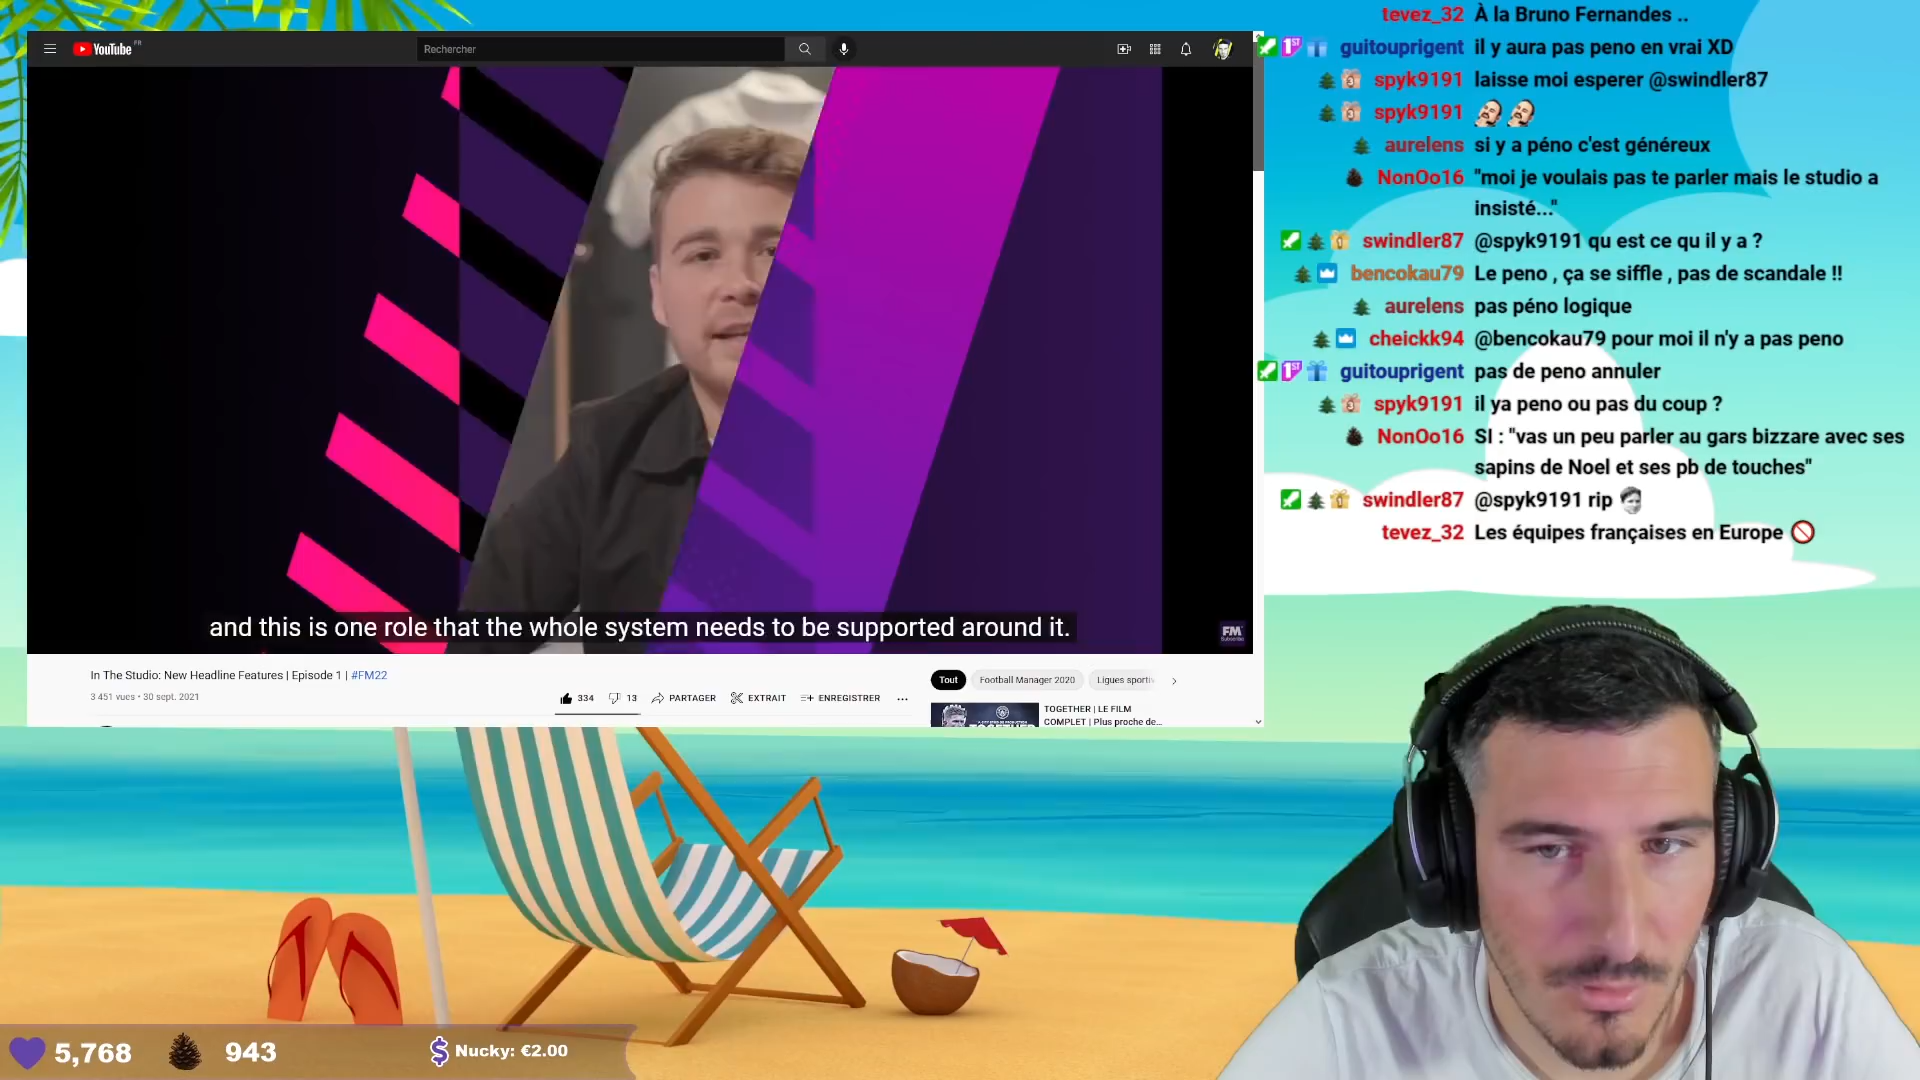 YouTube FR
Rechercher
and this is one role that the whole system needs to be supported around it.
FM
In The Studio: New Headline Features | Episode 1 | #FM22
3 451 vues • 30 sept. 2021
334
13
PARTAGER
EXTRAIT
ENREGISTRER
Tout
Football Manager 2020
Ligues sporti
TOGETHER | LE FILM
COMPLET | Plus proche de...
tevez_32 À la Bruno Fernandes ..
1ST guitouprigent il y aura pas peno en vrai XD
3 spyk9191 laisse moi esperer @swindler87
3 spyk9191
aurelens si y a péno c'est généreux
NonOo16 "moi je voulais pas te parler mais le studio a
insisté..."
1 swindler87 @spyk9191 qu est ce qu il y a ?
bencokau79 Le peno , ça se siffle , pas de scandale !!
aurelens pas péno logique
cheickk94 @bencokau79 pour moi il n'y a pas peno
1ST guitouprigent pas de peno annuler
3 spyk9191 il ya peno ou pas du coup ?
NonOo16 SI : "vas un peu parler au gars bizzare avec ses
sapins de Noel et ses pb de touches"
1 swindler87 @spyk9191 rip
tevez_32 Les équipes françaises en Europe
5,768
943
$ Nucky: €2.00